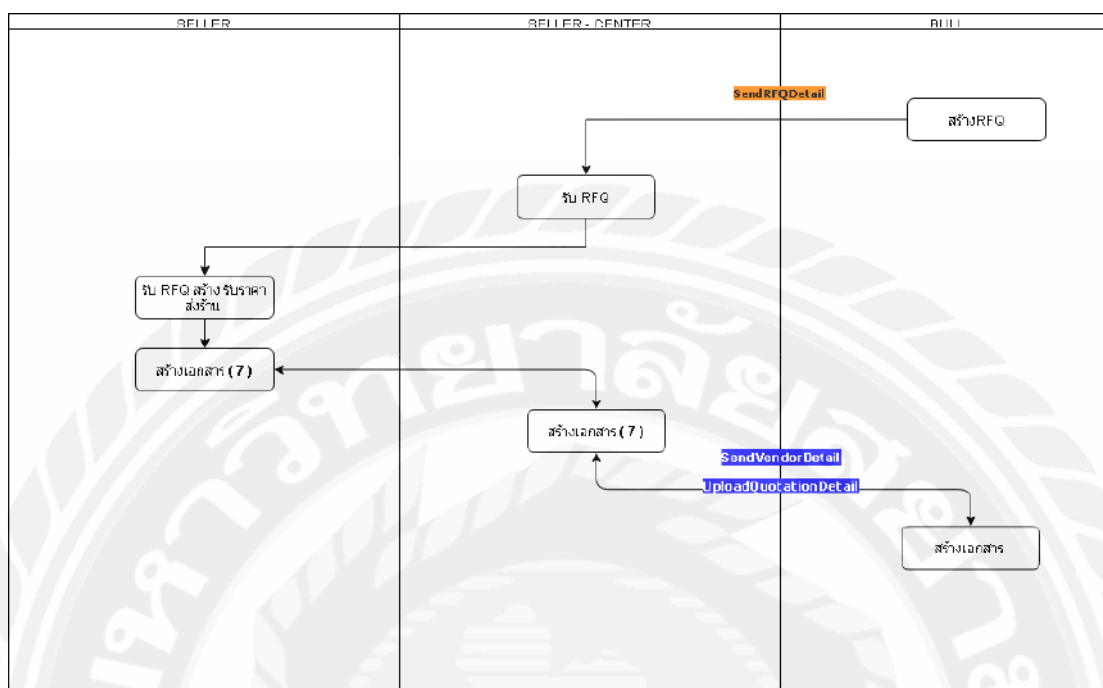 SELLER
SELLER - CENTER
BULL
SendRFQDetail
สร้างRFQ
รับ RFQ
รับ RFQ สร้าง รับราคา
ส่งร้าน
สร้างเอกสาร ( 7 )
สร้างเอกสาร ( 7 )
SendVendorDetail
UploadQuotationDetail
สร้างเอกสาร